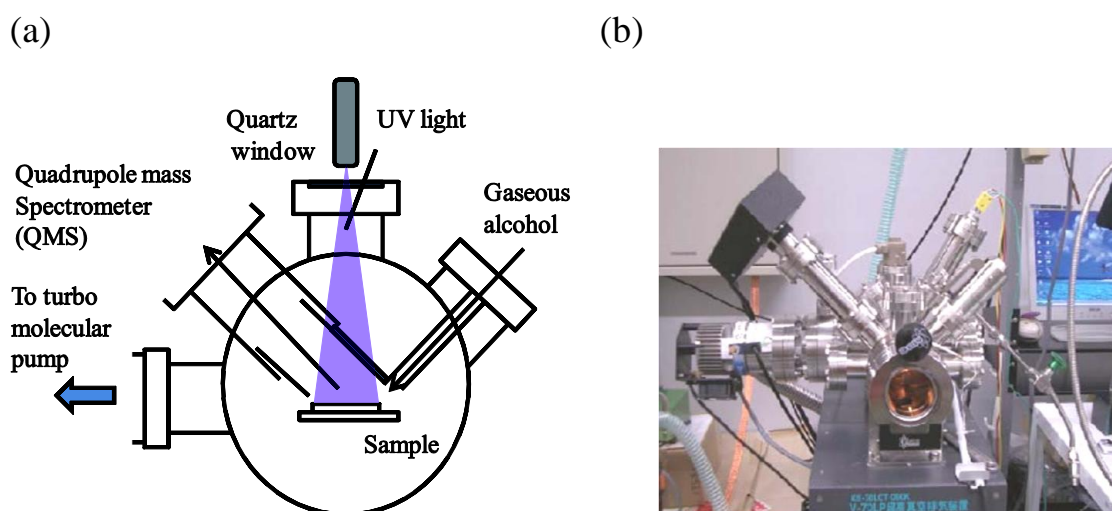 (a)
(b)
Quartz
window
UV light
Quadrupole mass
Spectrometer
(QMS)
Gaseous
alcohol
To turbo
molecular
pump
Sample